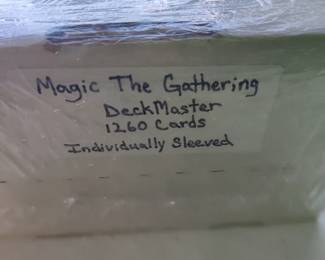 Magic The Gathering
DeckMaster
1260 Cards
Individually Sleeved